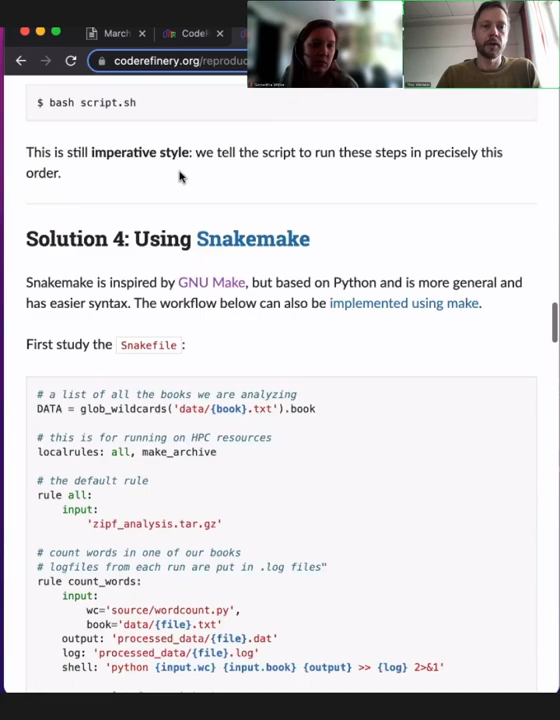 March
CodeR
coderefinery.org/reproduc
$ bash script.sh
This is still imperative style: we tell the script to run these steps in precisely this
order.
Solution 4: Using Snakemake
Snakemake is inspired by GNU Make, but based on Python and is more general and
has easier syntax. The workflow below can also be implemented using make.
First study the Snakefile :
# a list of all the books we are analyzing
DATA = glob_wildcards('data/{book}.txt').book
# this is for running on HPC resources
localrules: all, make_archive
# the default rule
rule all:
input:
'zipf_analysis.tar.gz'
# count words in one of our books
# logfiles from each run are put in .log files"
rule count_words:
input:
wc='source/wordcount.py',
book='data/{file}.txt'
output: 'processed_data/{file}.dat'
log: 'processed_data/{file}.log'
shell: 'python {input.wc} {input.book} {output} >> {log} 2>&1'